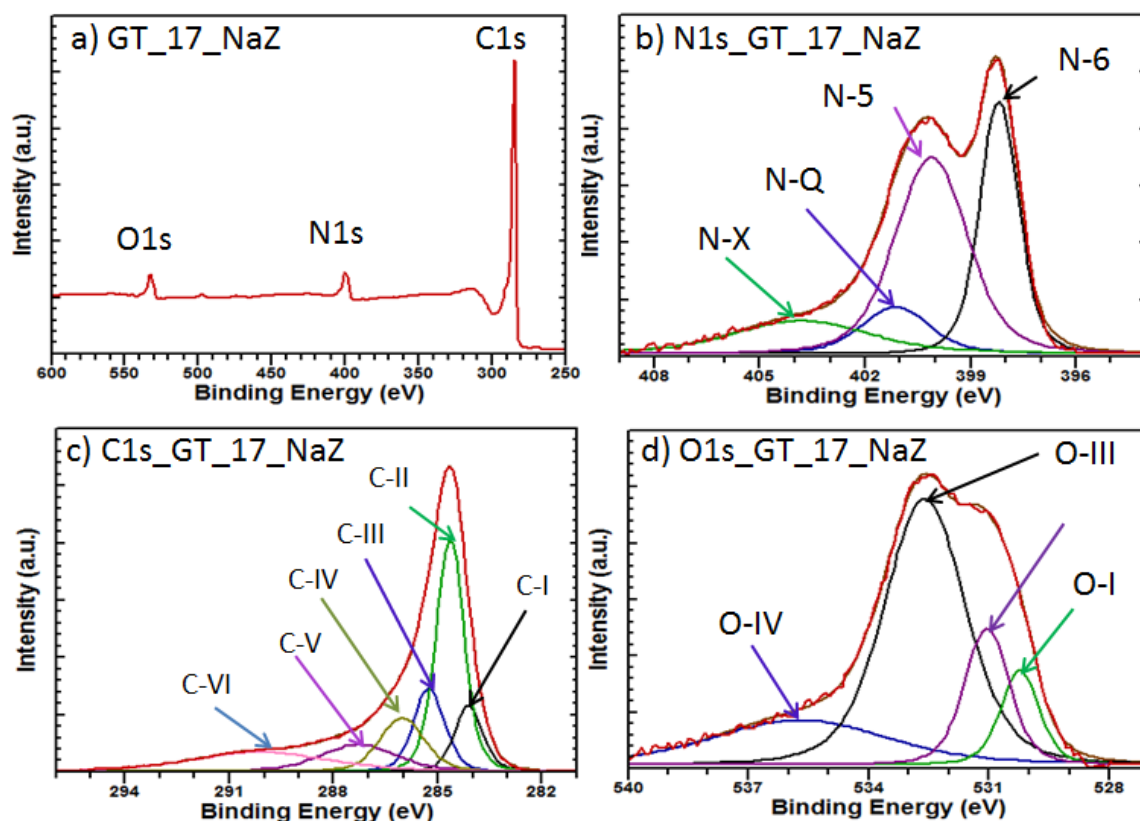 a) GT_17_NaZ
C1s
O1s
N1s
Intensity (a.u.)
600 550 500 450 400 350 300 250
Binding Energy (eV)
b) N1s_GT_17_NaZ
N-6
N-5
N-Q
N-X
Intensity (a.u.)
408 404 402 399 396
Binding Energy (eV)
c) C1s_GT_17_NaZ
C-II
C-III
C-IV
C-I
C-V
C-VI
Intensity (a.u.)
294 291 288 284 282
Binding Energy (eV)
d) O1s_GT_17_NaZ
O-III
O-I
O-IV
Intensity (a.u.)
540 537 534 531 528
Binding Energy (eV)